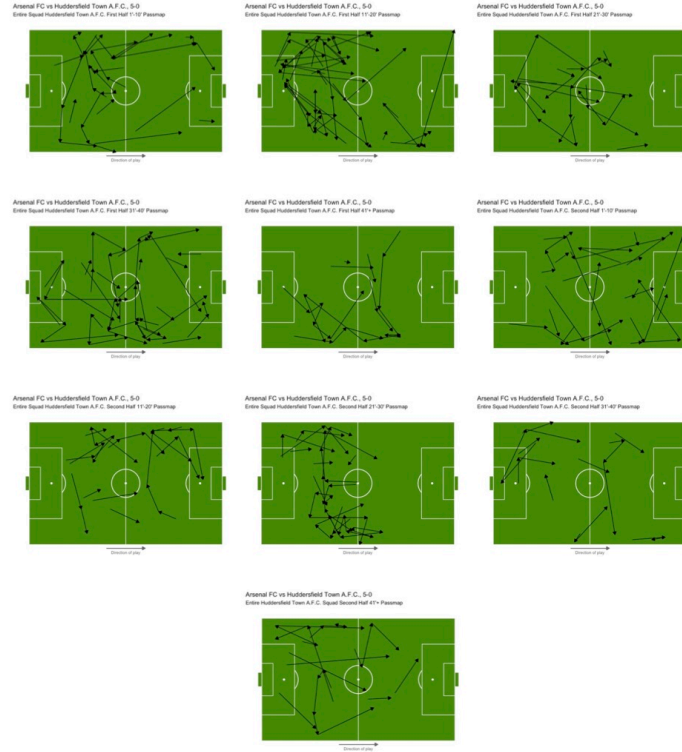 Arsenal FC vs Huddersfield Town A.F.C., 5-0
Entire Squad Huddersfield Town A.F.C. First Half 1'-10' Passmap
Direction of play
Arsenal FC vs Huddersfield Town A.F.C., 5-0
Entire Squad Huddersfield Town A.F.C. First Half 11'-20' Passmap
Direction of play
Arsenal FC vs Huddersfield Town A.F.C., 5-0
Entire Squad Huddersfield Town A.F.C. First Half 21'-30' Passmap
Direction of play
Arsenal FC vs Huddersfield Town A.F.C., 5-0
Entire Squad Huddersfield Town A.F.C. First Half 31'-40' Passmap
Direction of play
Arsenal FC vs Huddersfield Town A.F.C., 5-0
Entire Squad Huddersfield Town A.F.C. First Half 41'+ Passmap
Direction of play
Arsenal FC vs Huddersfield Town A.F.C., 5-0
Entire Squad Huddersfield Town A.F.C. Second Half 1'-10' Passmap
Direction of play
Arsenal FC vs Huddersfield Town A.F.C., 5-0
Entire Squad Huddersfield Town A.F.C. Second Half 11'-20' Passmap
Direction of play
Arsenal FC vs Huddersfield Town A.F.C., 5-0
Entire Squad Huddersfield Town A.F.C. Second Half 21'-30' Passmap
Direction of play
Arsenal FC vs Huddersfield Town A.F.C., 5-0
Entire Squad Huddersfield Town A.F.C. Second Half 31'-40' Passmap
Direction of play
Arsenal FC vs Huddersfield Town A.F.C., 5-0
Entire Huddersfield Town A.F.C. Squad Second Half 41'+ Passmap
Direction of play